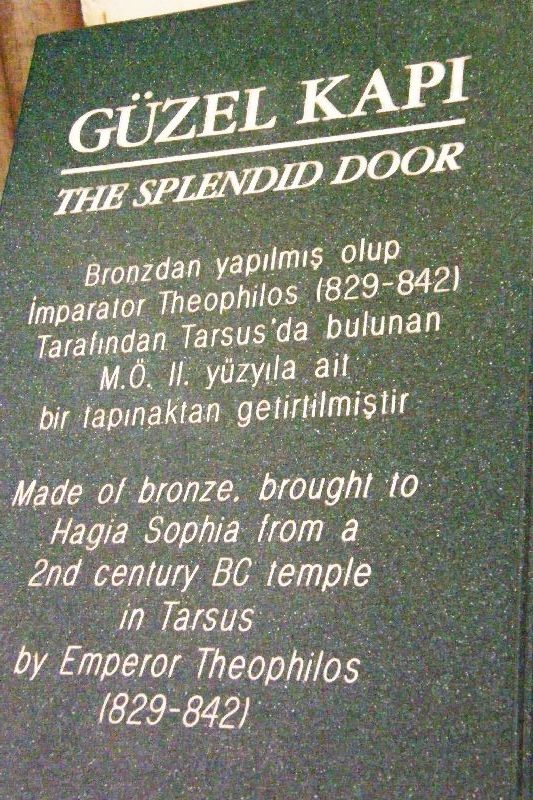 GÜZEL KAPI
THE SPLENDID DOOR
Bronzdan yapılmış olup
İmparator Theophilos (829-842)
Tarafından Tarsus'da bulunan
M.Ö. II. yüzyıla ait
bir tapınaktan getirtilmiştir
Made of bronze. brought to
Hagia Sophia from a
2nd century BC temple
in Tarsus
by Emperor Theophilos
(829-842)